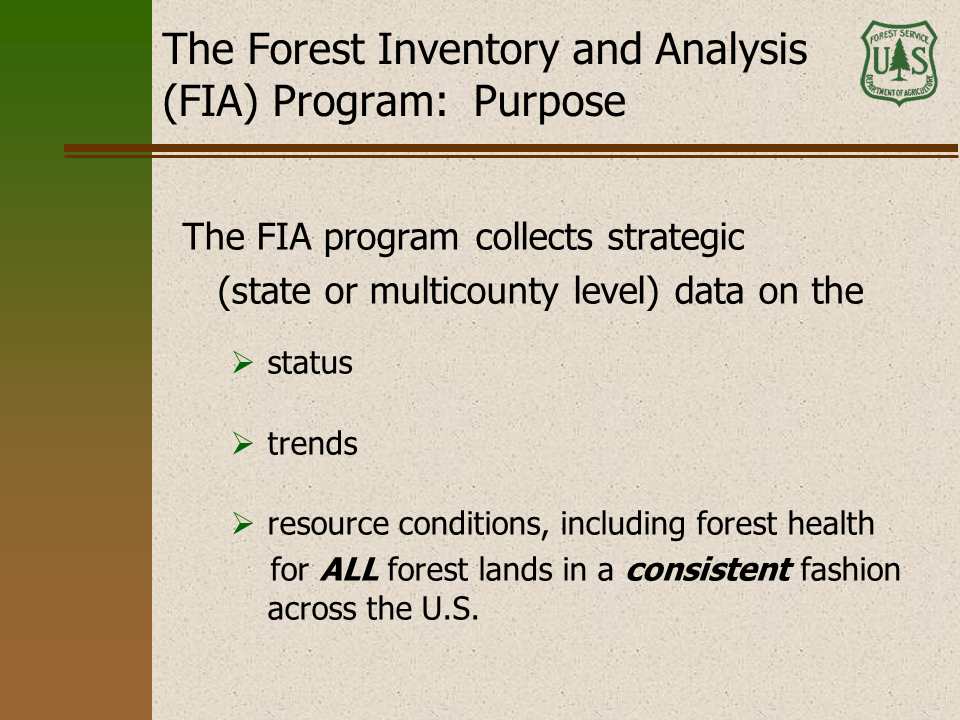 The Forest Inventory and Analysis
(FIA) Program: Purpose
FOREST SERVICE
U S
DEPARTMENT OF AGRICULTURE
The FIA program collects strategic
(state or multicounty level) data on the
status
trends
resource conditions, including forest health
for ALL forest lands in a consistent fashion
across the U.S.